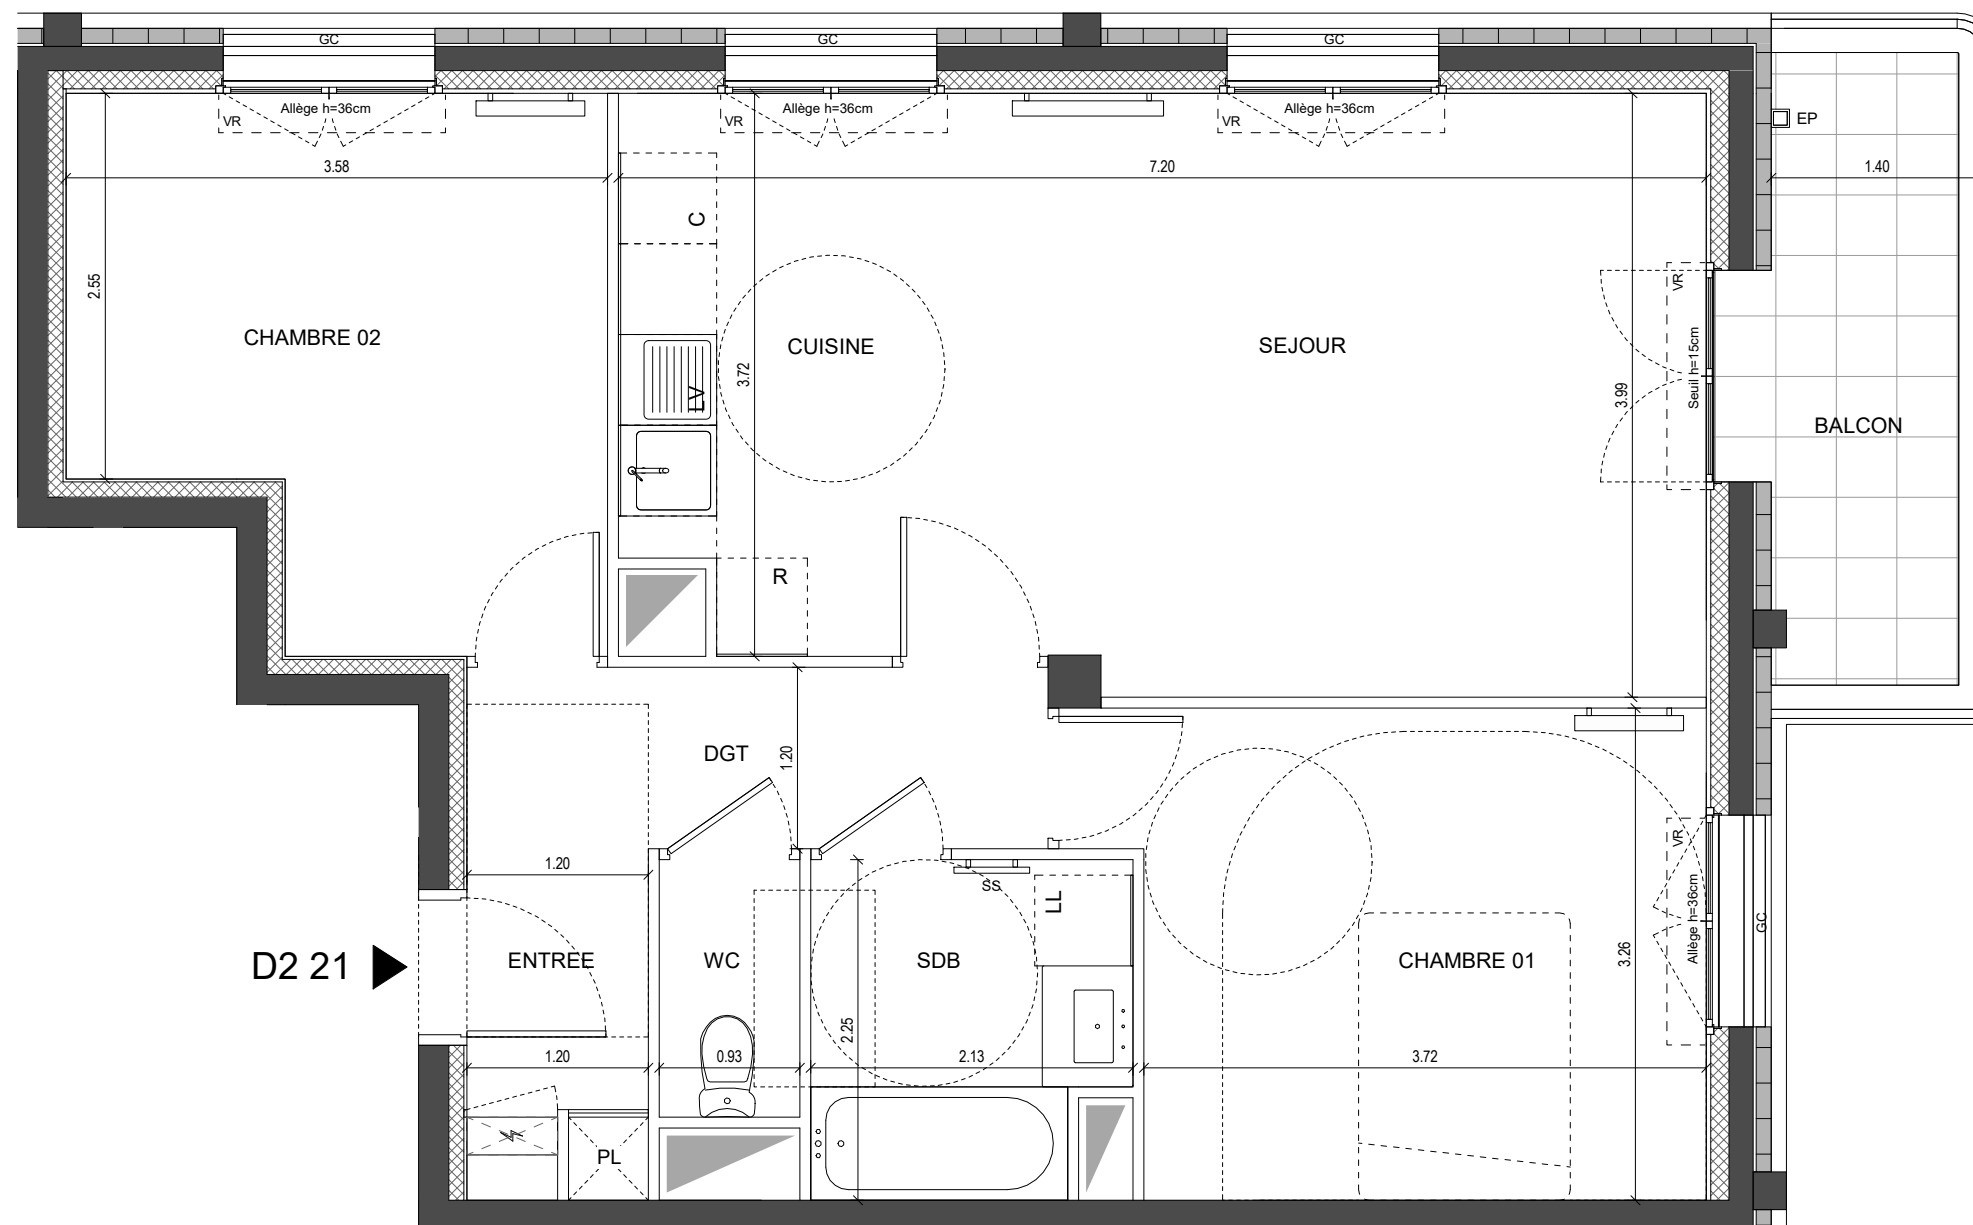 GC
GC
GC
Allège h=36cm
Allège h=36cm
Allège h=36cm
VR
VR
VR
EP
3.58
7.20
1.40
C
2.55
VR
CHAMBRE 02
CUISINE
SEJOUR
Seuil h=15cm
3.72
3.99
LV
BALCON
R
DGT
1.20
VR
1.20
SS
LL
Allège h=36cm
GC
D2 21
ENTREE
WC
SDB
CHAMBRE 01
3.26
2.25
1.20
0.93
2.13
3.72
PL